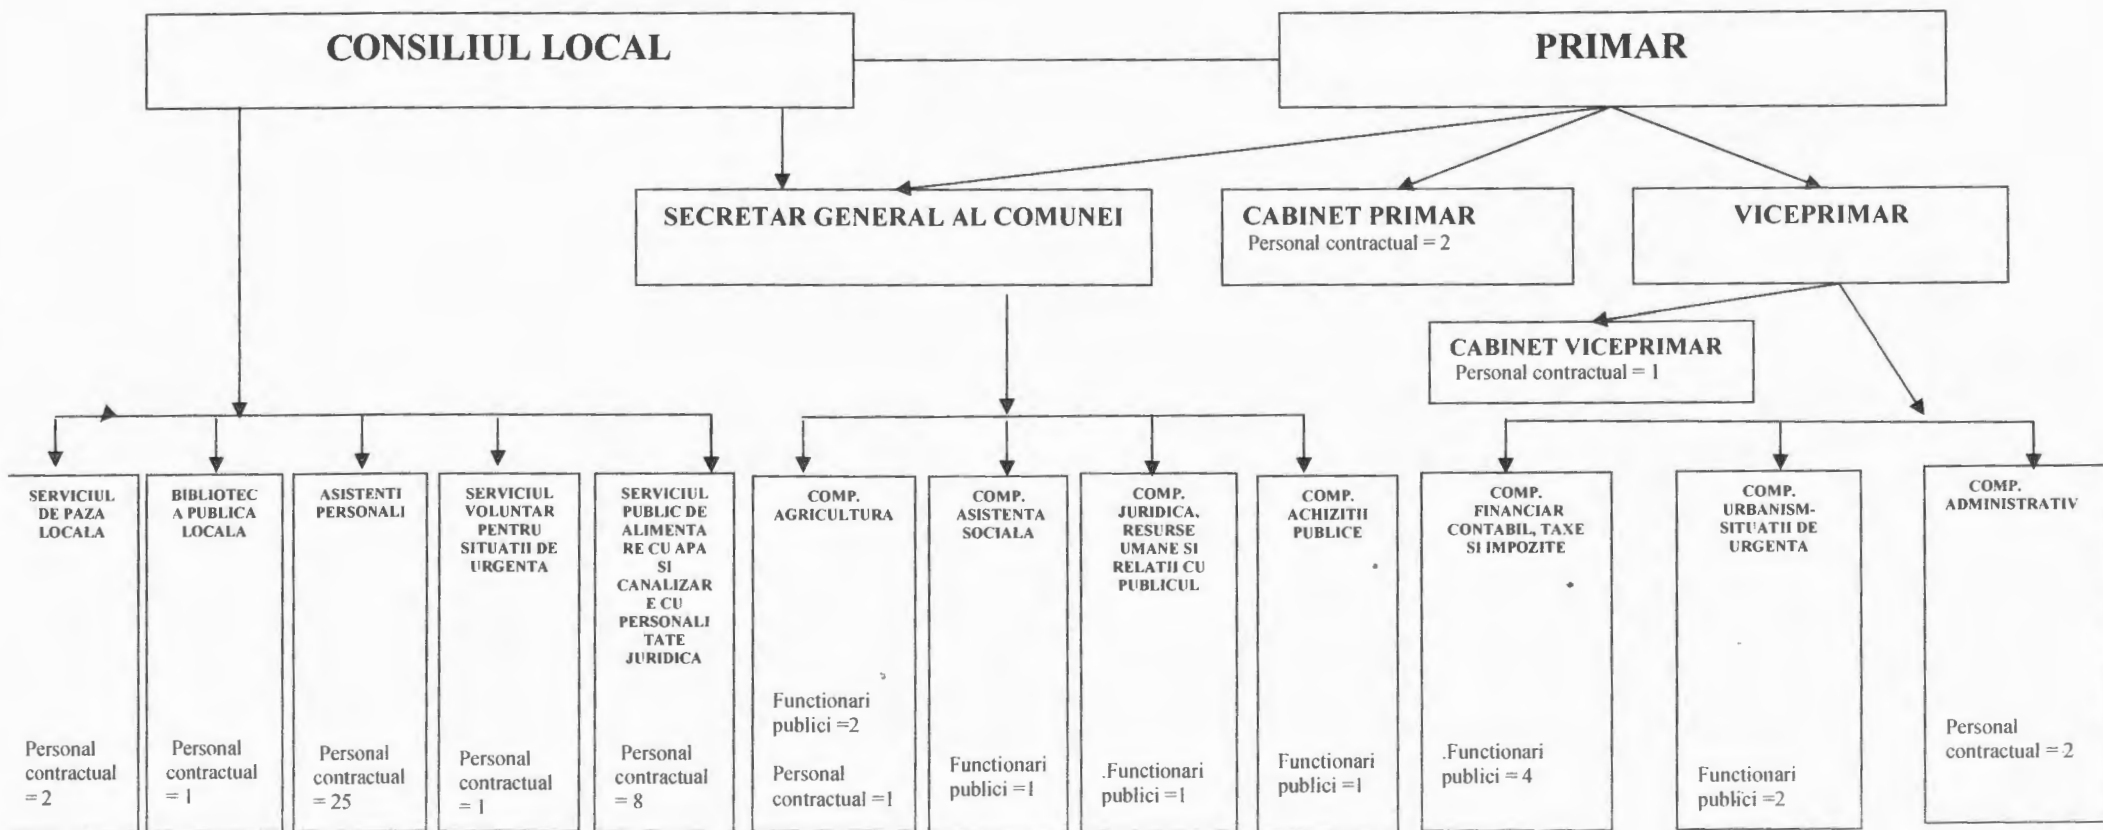 CONSILIUL LOCAL
PRIMAR
SECRETAR GENERAL AL COMUNEI
CABINET PRIMAR
Personal contractual = 2
VICEPRIMAR
CABINET VICEPRIMAR
Personal contractual = 1
SERVICIUL
DE PAZA
LOCALA
Personal
contractual
= 2
BIBLIOTEC
A PUBLICA
LOCALA
Personal
contractual
= 1
ASISTENTI
PERSONALI
Personal
contractual
= 25
SERVICIUL
VOLUNTAR
PENTRU
SITUATII DE
URGENTA
Personal
contractual
= 1
SERVICIUL
PUBLIC DE
ALIMENTA
RE CU APA
SI
CANALIZAR
E CU
PERSONALI
TATE
JURIDICA
Personal
contractual
= 8
COMP.
AGRICULTURA
Functionari
publici =2
Personal
contractual =1
COMP.
ASISTENTA
SOCIALA
Functionari
publici =1
COMP.
JURIDICA,
RESURSE
UMANE SI
RELATII CU
PUBLICUL
.Functionari
publici =1
COMP.
ACHIZITII
PUBLICE
Functionari
publici =1
COMP.
FINANCIAR
CONTABIL, TAXE
SI IMPOZITE
.Functionari
publici = 4
COMP.
URBANISM-
SITUATII DE
URGENTA
Functionari
publici =2
COMP.
ADMINISTRATIV
Personal
contractual = 2